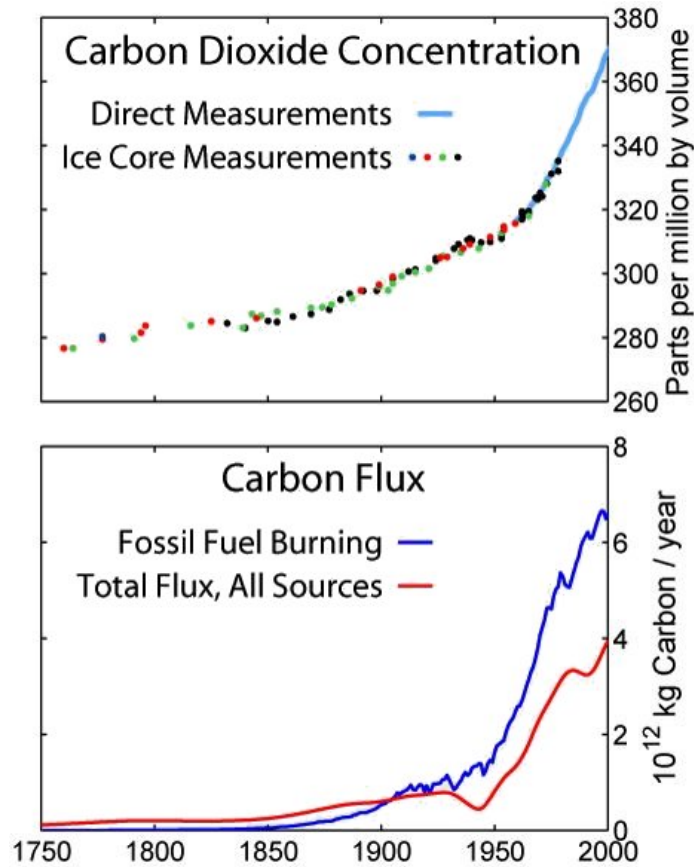 Carbon Dioxide Concentration
Direct Measurements
Ice Core Measurements
380
360
340
320
300
280
260
Parts per million by volume
Carbon Flux
Fossil Fuel Burning
Total Flux, All Sources
8
6
4
2
0
10¹² kg Carbon / year
1750
1800
1850
1900
1950
2000